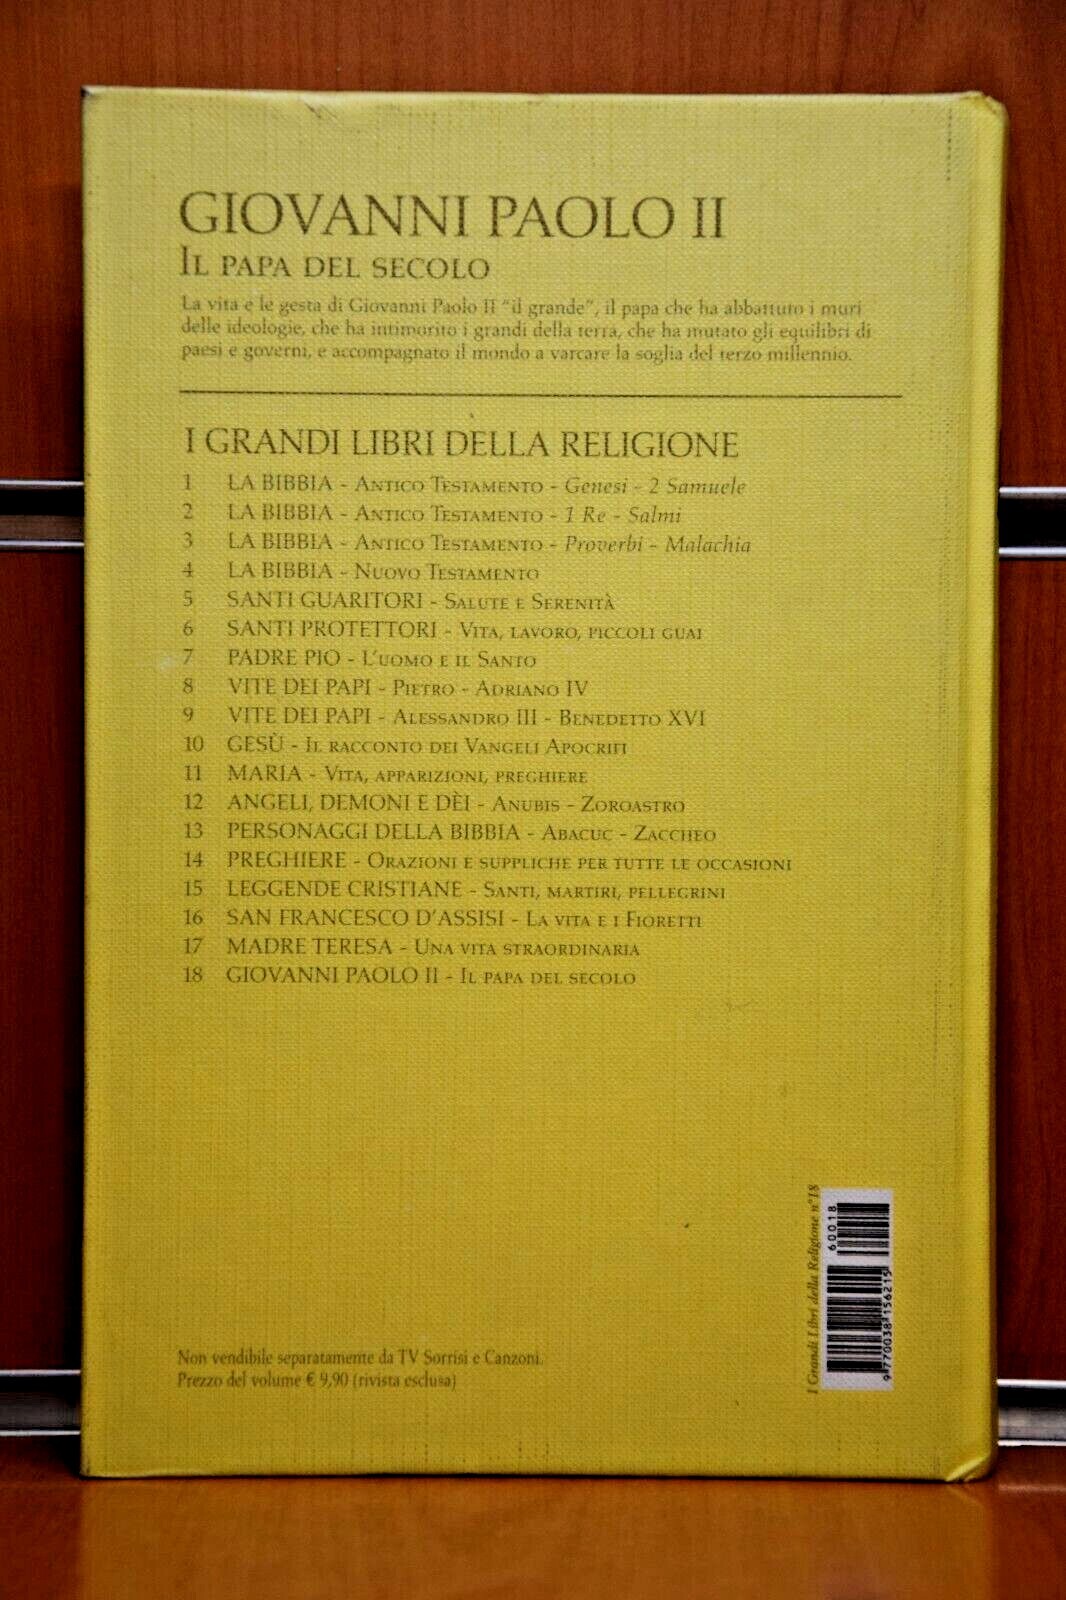 GIOVANNI PAOLO II
IL PAPA DEL SECOLO
La vita e le gesta di Giovanni Paolo II “il grande”, il papa che ha abbattuto i muri
delle ideologie, che ha intimorito i grandi della terra, che ha mutato gli equilibri di
paesi e governi, e accompagnato il mondo a varcare la soglia del terzo millennio.
I GRANDI LIBRI DELLA RELIGIONE
1 LA BIBBIA - ANTICO TESTAMENTO - Genesi - 2 Samuele
2 LA BIBBIA - ANTICO TESTAMENTO - 1 Re - Salmi
3 LA BIBBIA - ANTICO TESTAMENTO - Proverbi - Malachia
4 LA BIBBIA - NUOVO TESTAMENTO
5 SANTI GUARITORI - SALUTE E SERENITÀ
6 SANTI PROTETTORI - VITA, LAVORO, PICCOLI GUAI
7 PADRE PIO - L'UOMO E IL SANTO
8 VITE DEI PAPI - PIETRO - ADRIANO IV
9 VITE DEI PAPI - ALESSANDRO III - BENEDETTO XVI
10 GESÙ - IL RACCONTO DEI VANGELI APOCRIFI
11 MARIA - VITA, APPARIZIONI, PREGHIERE
12 ANGELI, DEMONI E DÈI - ANUBIS - ZOROASTRO
13 PERSONAGGI DELLA BIBBIA - ABACUC - ZACCHEO
14 PREGHIERE - ORAZIONI E SUPPLICHE PER TUTTE LE OCCASIONI
15 LEGGENDE CRISTIANE - SANTI, MARTIRI, PELLEGRINI
16 SAN FRANCESCO D'ASSISI - LA VITA E I FIORETTI
17 MADRE TERESA - UNA VITA STRAORDINARIA
18 GIOVANNI PAOLO II - IL PAPA DEL SECOLO
Non vendibile separatamente da TV Sorrisi e Canzoni.
Prezzo del volume € 9,90 (rivista esclusa)
I Grandi Libri della Religione n°18
60018
9 770038 156215